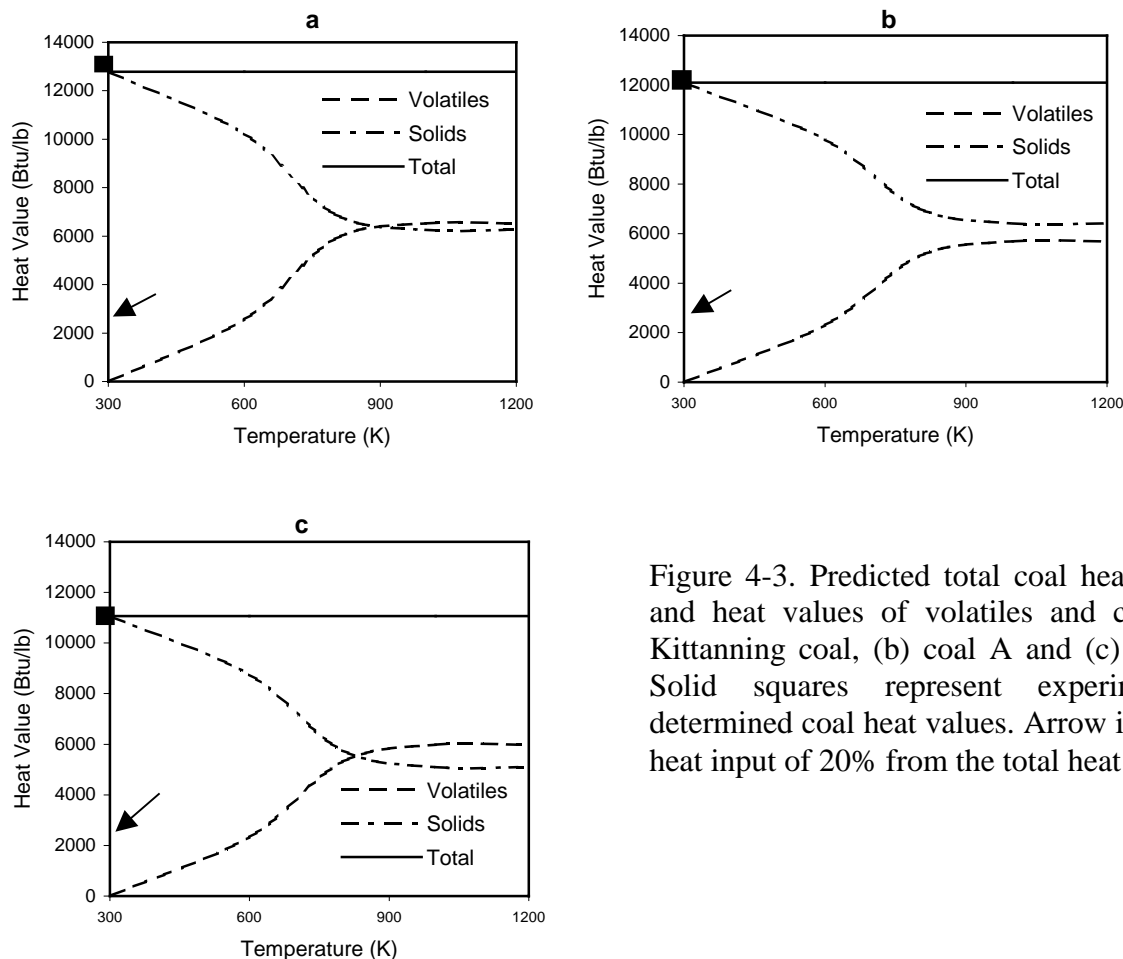 a
14000
12000
10000
8000
6000
4000
2000
0
Heat Value (Btu/lb)
Volatiles
Solids
Total
300
600
900
1200
Temperature (K)
b
14000
12000
10000
8000
6000
4000
2000
0
Heat Value (Btu/lb)
Volatiles
Solids
Total
300
600
900
1200
Temperature (K)
c
14000
12000
10000
8000
6000
4000
2000
0
Heat Value (Btu/lb)
Volatiles
Solids
Total
300
600
900
1200
Temperature (K)
Figure 4-3. Predicted total coal hea
and heat values of volatiles and c
Kittanning coal, (b) coal A and (c)
Solid squares represent experi
determined coal heat values. Arrow i
heat input of 20% from the total heat